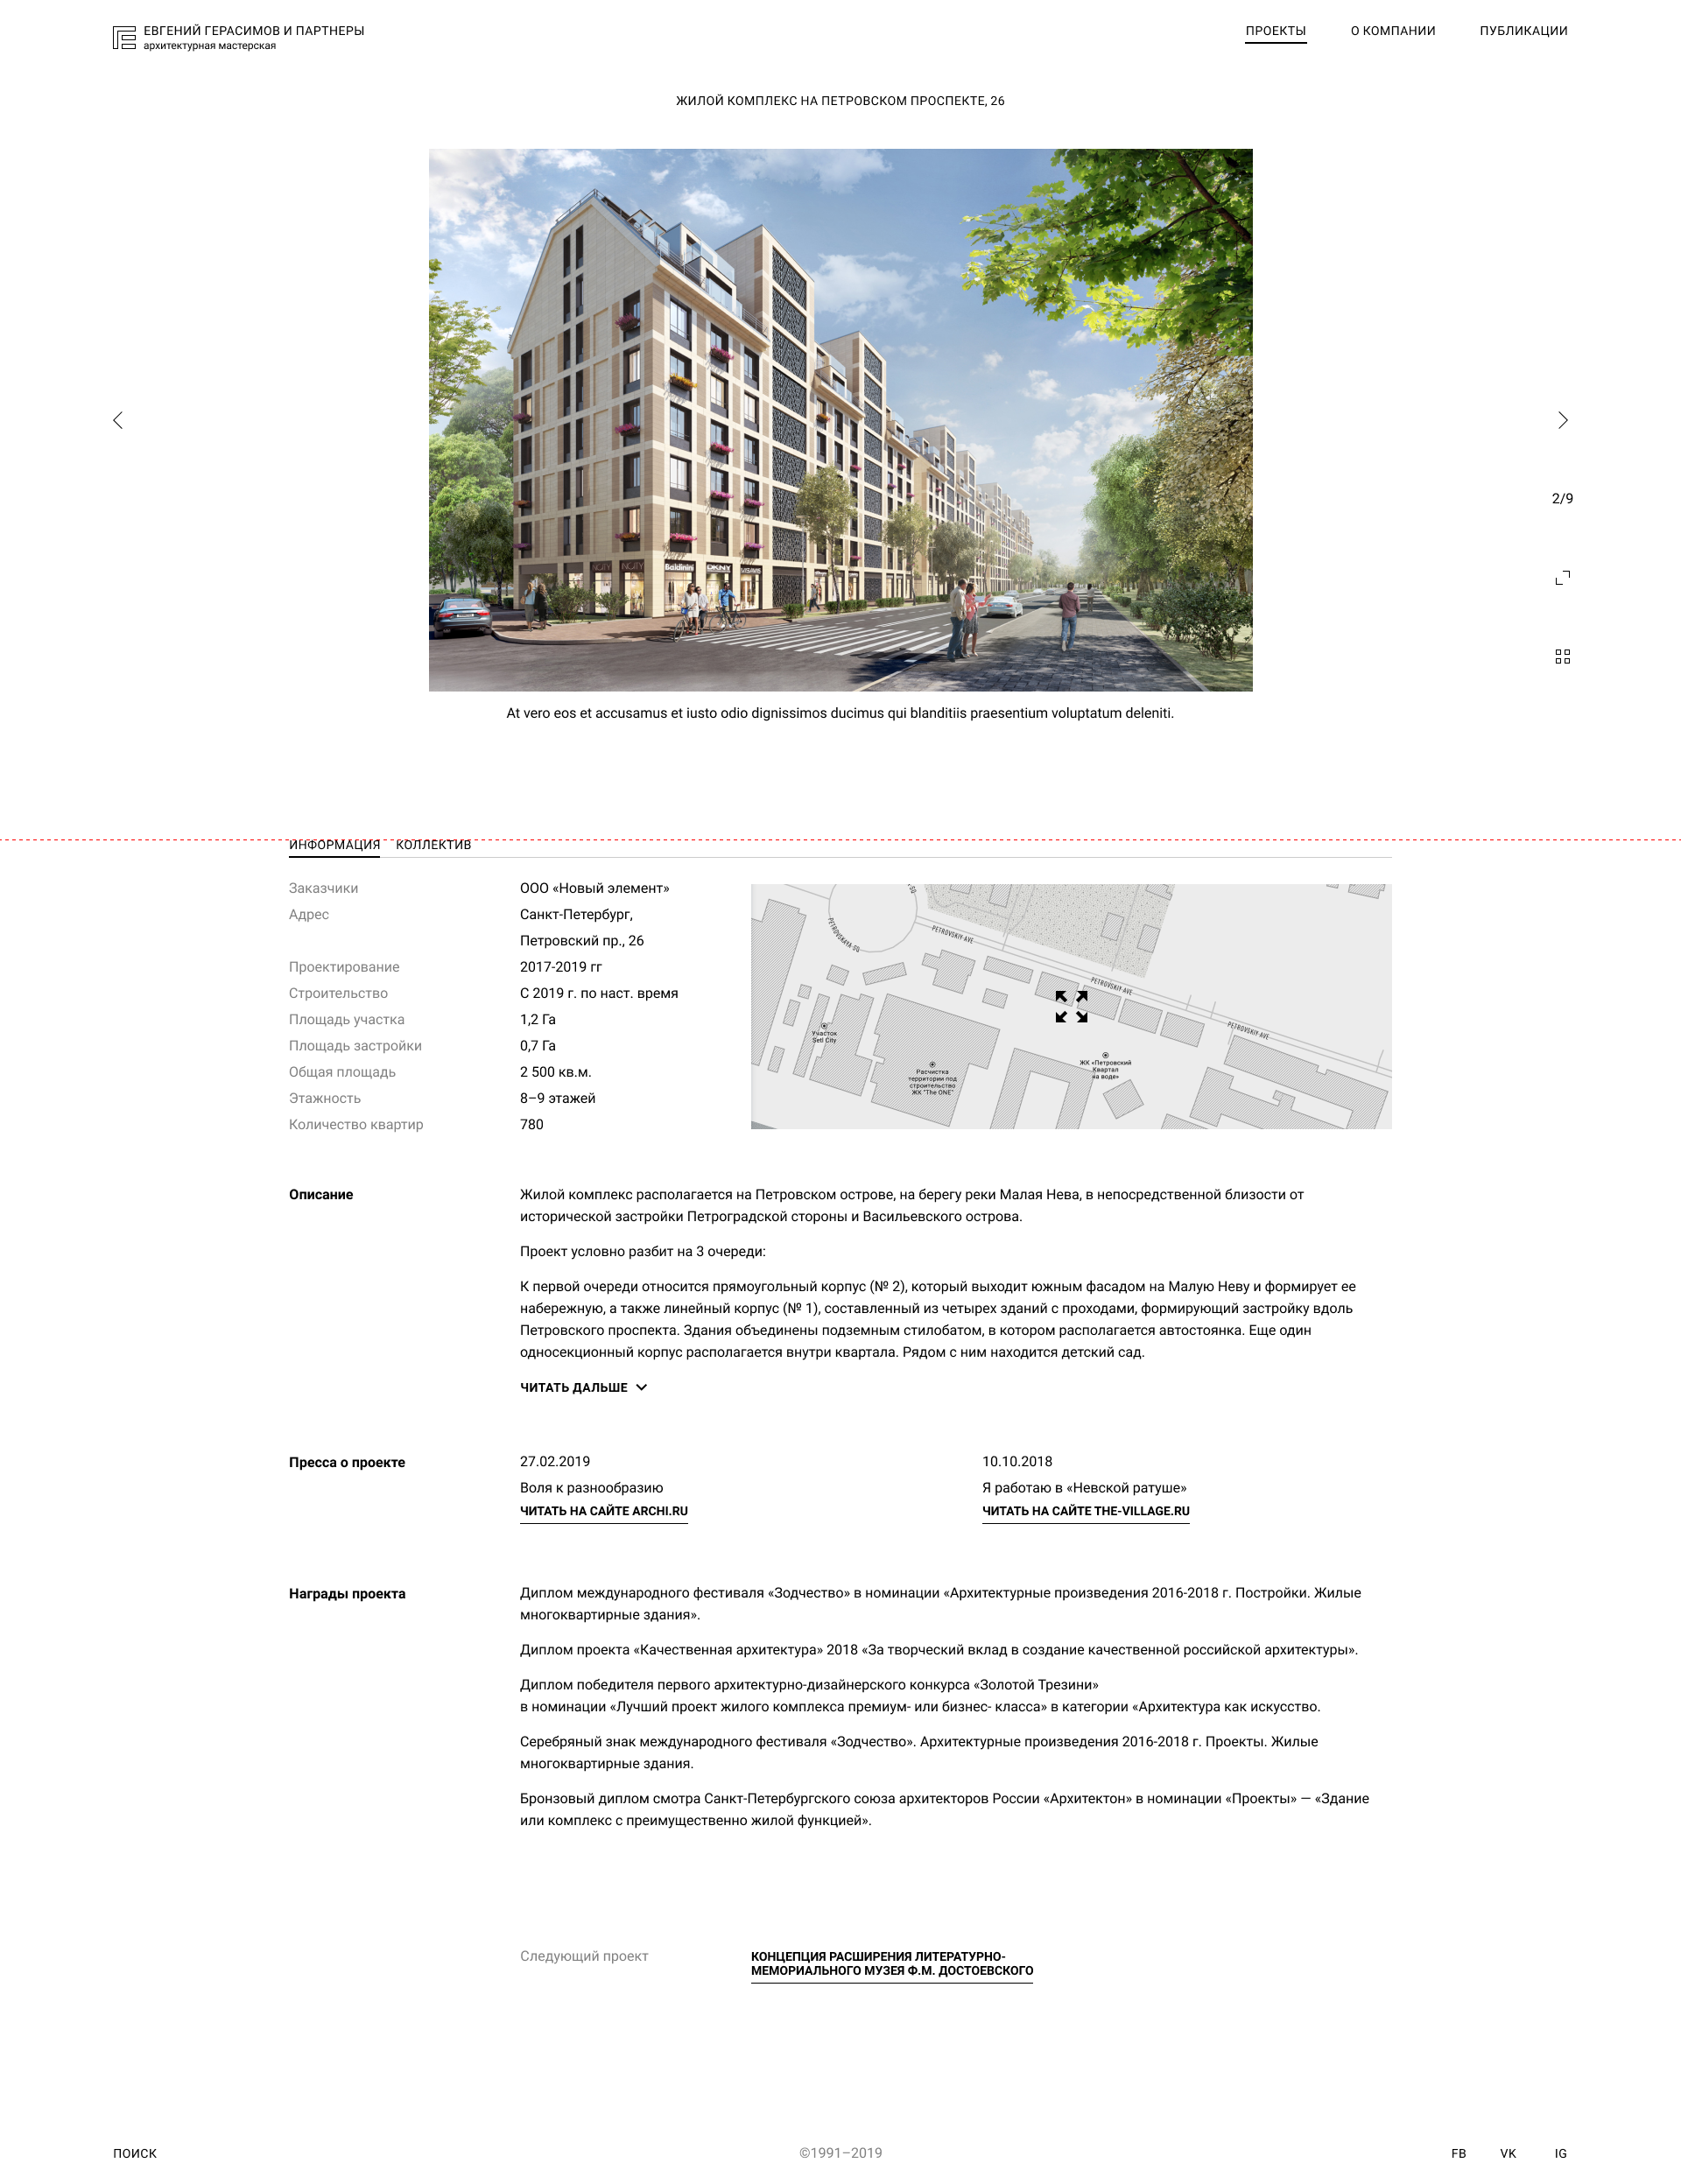 ЕВГЕНИЙ ГЕРАСИМОВ И ПАРТНЕРЫ
архитектурная мастерская
ПРОЕКТЫ
О КОМПАНИИ
ПУБЛИКАЦИИ
ЖИЛОЙ КОМПЛЕКС НА ПЕТРОВСКОМ ПРОСПЕКТЕ, 26
Baldinini
DKNY
2/9
At vero eos et accusamus et iusto odio dignissimos ducimus qui blanditiis praesentium voluptatum deleniti.
ИНФОРМАЦИЯ
КОЛЛЕКТИВ
Заказчики
ООО «Новый элемент»
Адрес
Санкт-Петербург,
Петровский пр., 26
Проектирование
2017-2019 гг
Строительство
С 2019 г. по наст. время
Площадь участка
1,2 Га
Площадь застройки
0,7 Га
Общая площадь
2 500 кв.м.
Этажность
8–9 этажей
Количество квартир
780
PETROVSKAYA SQ
PETROVSKIY AVE
PETROVSKIY AVE
PETROVSKIY AVE
Участок
Setl City
Расчистка
территории под
строительство
ЖК "The ONE"
ЖК «Петровский
Квартал
на воде»
Описание
Жилой комплекс располагается на Петровском острове, на берегу реки Малая Нева, в непосредственной близости от
исторической застройки Петроградской стороны и Васильевского острова.
Проект условно разбит на 3 очереди:
К первой очереди относится прямоугольный корпус (№ 2), который выходит южным фасадом на Малую Неву и формирует ее
набережную, а также линейный корпус (№ 1), составленный из четырех зданий с проходами, формирующий застройку вдоль
Петровского проспекта. Здания объединены подземным стилобатом, в котором располагается автостоянка. Еще один
односекционный корпус располагается внутри квартала. Рядом с ним находится детский сад.
ЧИТАТЬ ДАЛЬШЕ
Пресса о проекте
27.02.2019
Воля к разнообразию
ЧИТАТЬ НА САЙТЕ ARCHI.RU
10.10.2018
Я работаю в «Невской ратуше»
ЧИТАТЬ НА САЙТЕ THE-VILLAGE.RU
Награды проекта
Диплом международного фестиваля «Зодчество» в номинации «Архитектурные произведения 2016-2018 г. Постройки. Жилые
многоквартирные здания».
Диплом проекта «Качественная архитектура» 2018 «За творческий вклад в создание качественной российской архитектуры».
Диплом победителя первого архитектурно-дизайнерского конкурса «Золотой Трезини»
в номинации «Лучший проект жилого комплекса премиум- или бизнес- класса» в категории «Архитектура как искусство.
Серебряный знак международного фестиваля «Зодчество». Архитектурные произведения 2016-2018 г. Проекты. Жилые
многоквартирные здания.
Бронзовый диплом смотра Санкт-Петербургского союза архитекторов России «Архитектон» в номинации «Проекты» — «Здание
или комплекс с преимущественно жилой функцией».
Следующий проект
КОНЦЕПЦИЯ РАСШИРЕНИЯ ЛИТЕРАТУРНО-
МЕМОРИАЛЬНОГО МУЗЕЯ Ф.М. ДОСТОЕВСКОГО
ПОИСК
©1991–2019
FB
VK
IG